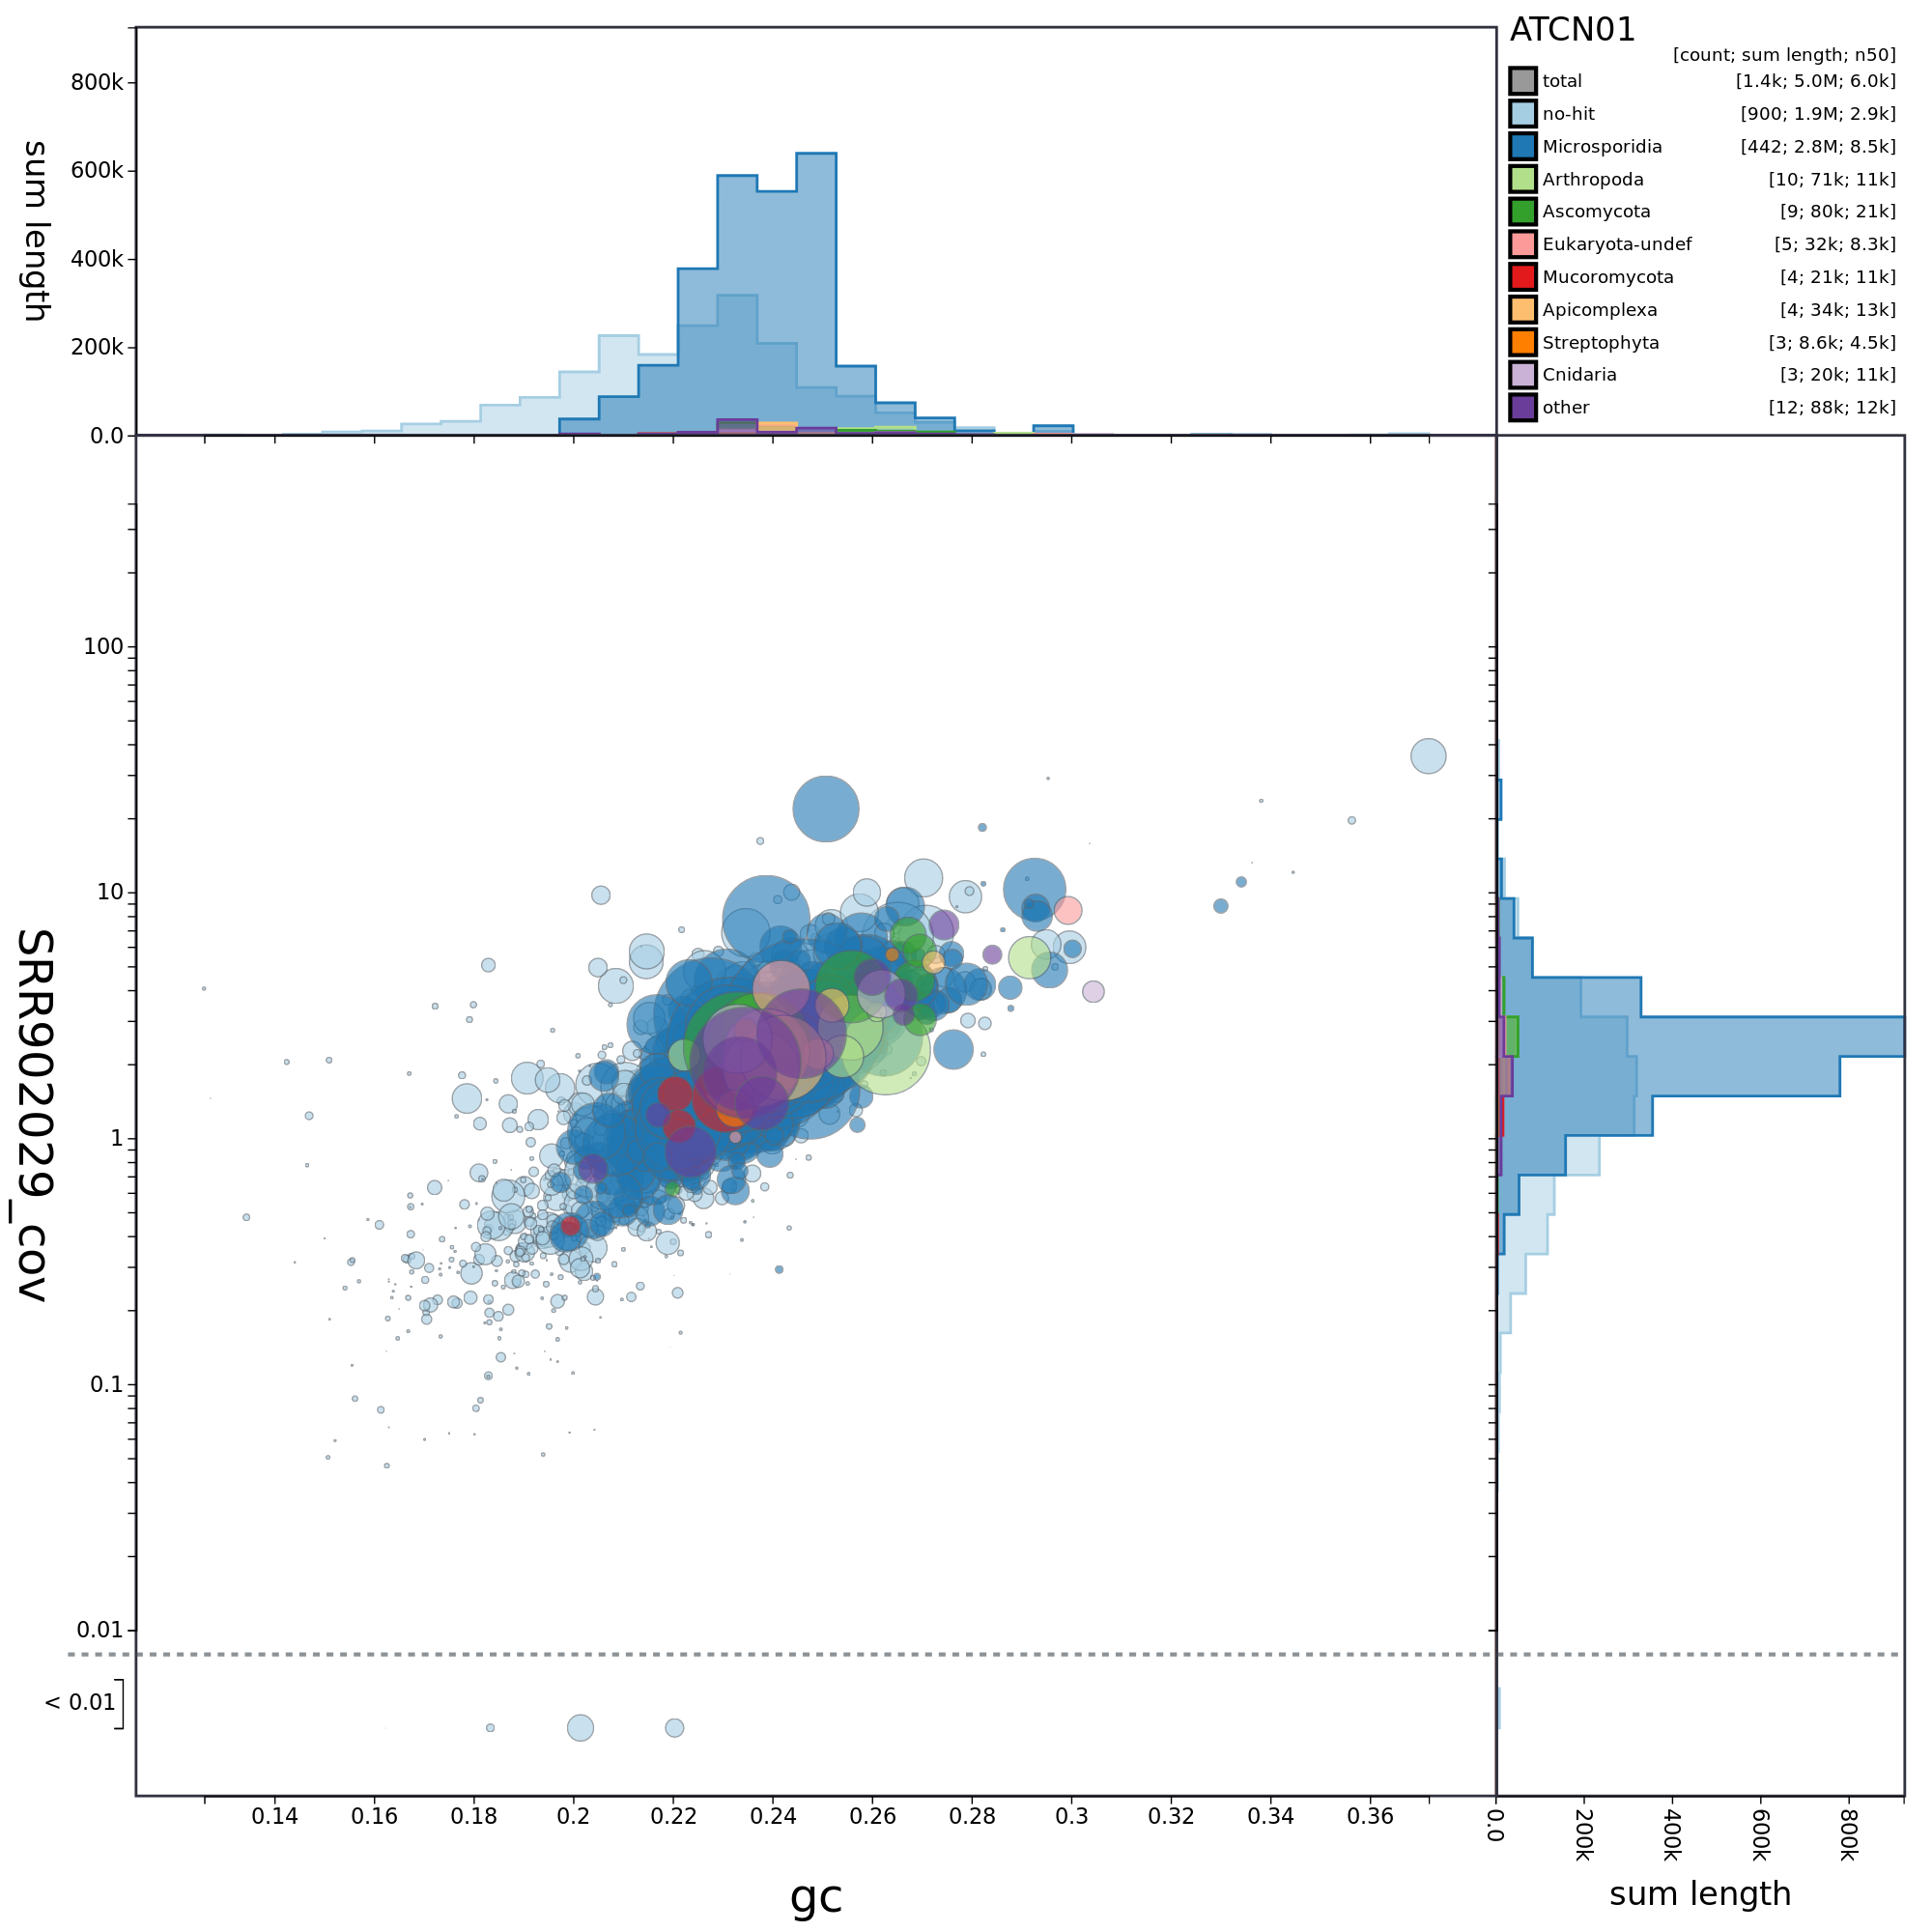 ATCN01
[count; sum length; n50]
total [1.4k; 5.0M; 6.0k]
no-hit [900; 1.9M; 2.9k]
Microsporidia [442; 2.8M; 8.5k]
Arthropoda [10; 71k; 11k]
Ascomycota [9; 80k; 21k]
Eukaryota-undef [5; 32k; 8.3k]
Mucoromycota [4; 21k; 11k]
Apicomplexa [4; 34k; 13k]
Streptophyta [3; 8.6k; 4.5k]
Cnidaria [3; 20k; 11k]
other [12; 88k; 12k]
sum length
800k
600k
400k
200k
0.0
SRR902029_cov
100
10
1
0.1
0.01
< 0.01
0.14 0.16 0.18 0.2 0.22 0.24 0.26 0.28 0.3 0.32 0.34 0.36
gc
0.0 200k 400k 600k 800k
sum length